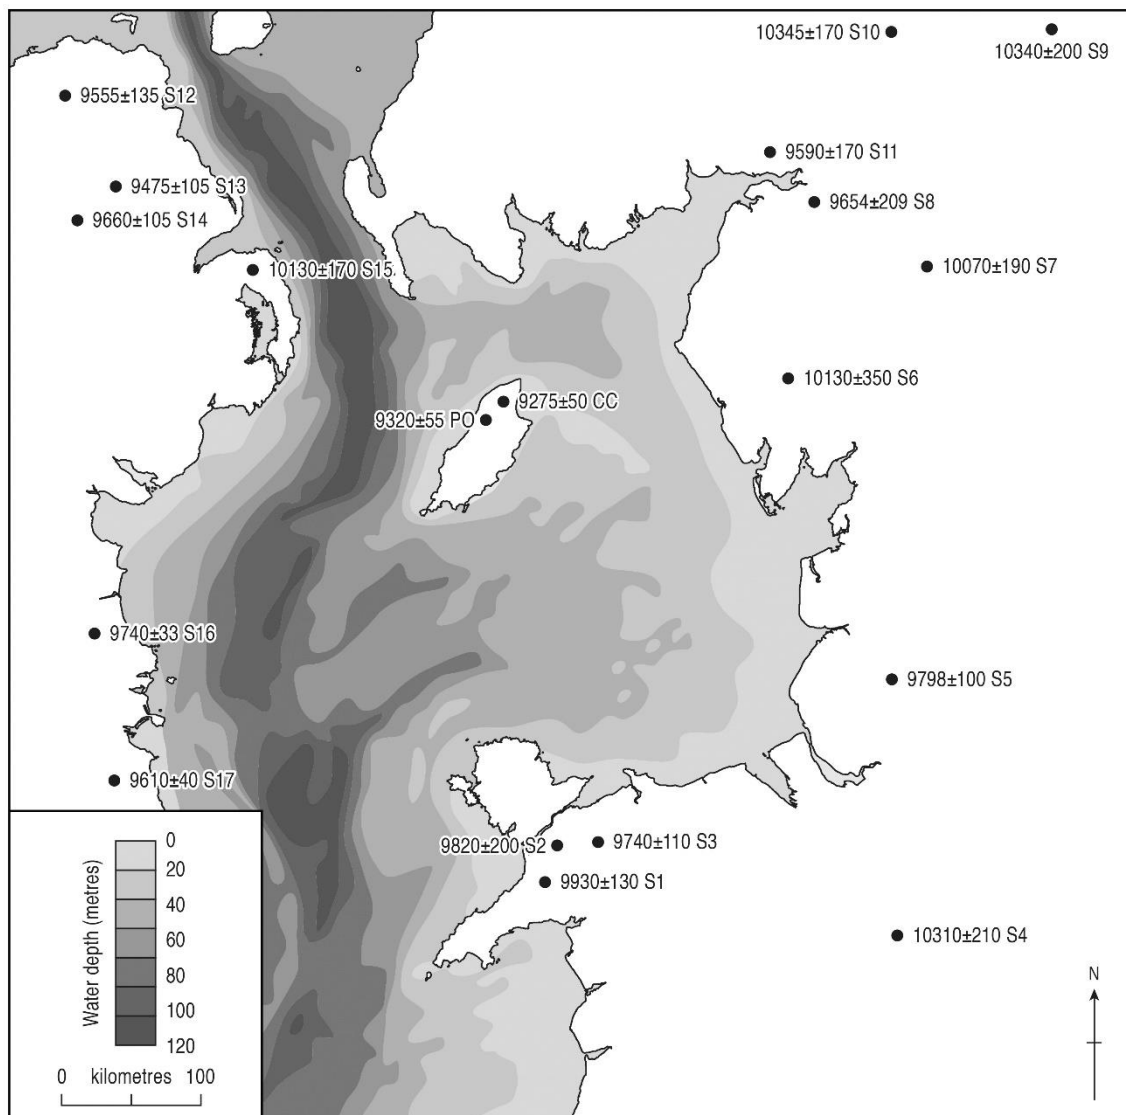 10345±170 S10
10340±200 S9
9555±135 S12
9590±170 S11
9475±105 S13
9654±209 S8
9660±105 S14
10130±170 S15
10070±190 S7
10130±350 S6
9275±50 CC
9320±55 PO
9740±33 S16
9798±100 S5
9610±40 S17
9820±200 S2
9740±110 S3
9930±130 S1
10310±210 S4
Water depth (metres)
0
20
40
60
80
100
120
0 kilometres 100
N